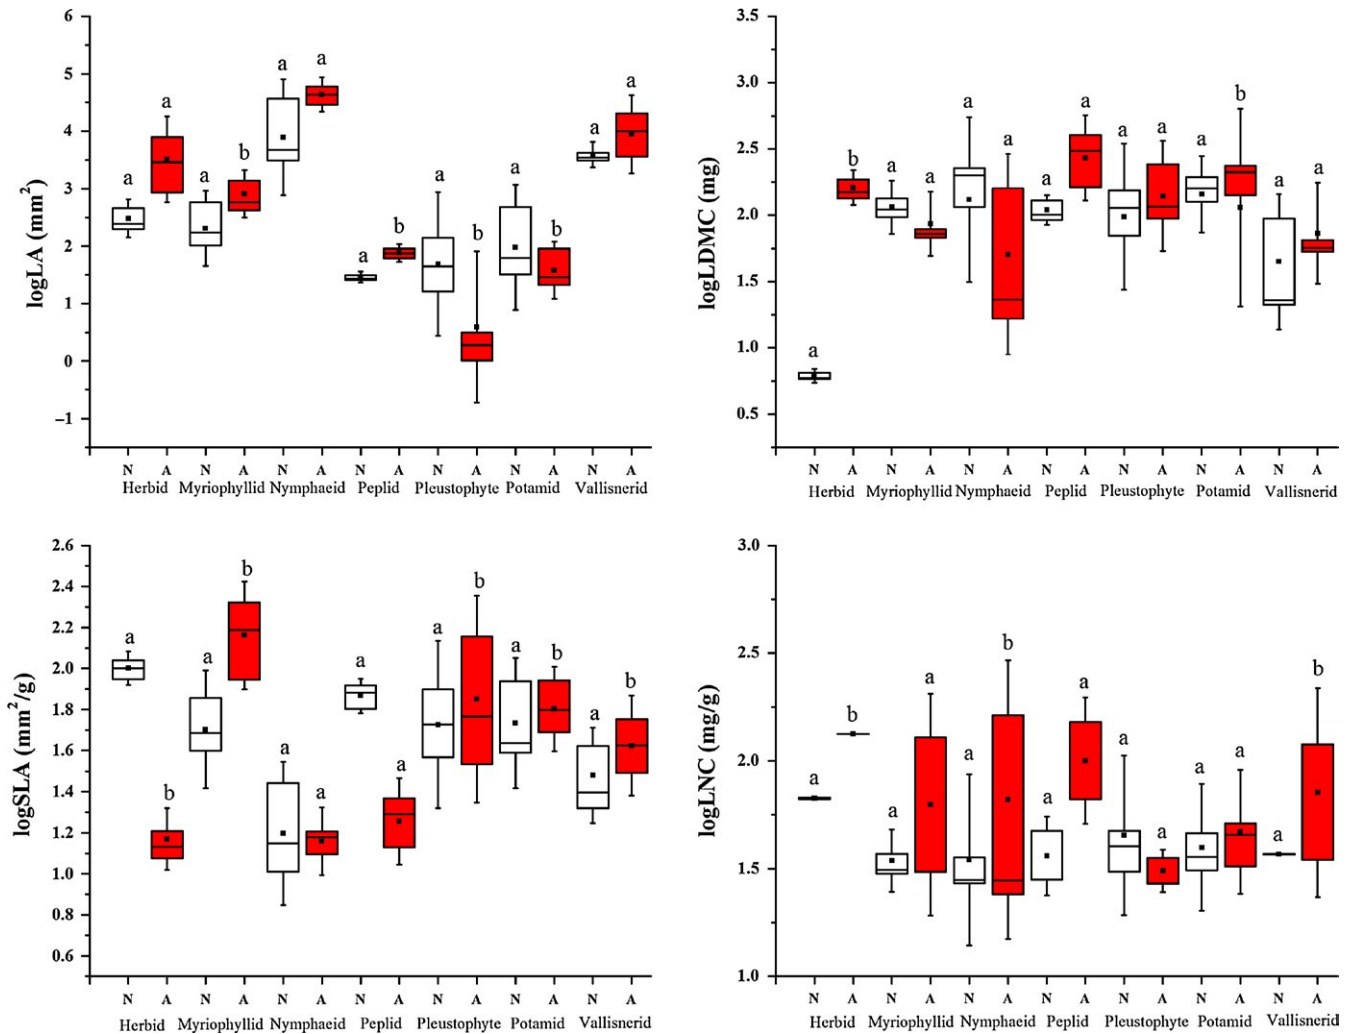 logLA (mm2)
6
5
4
3
2
1
0
−1
a
a
a
b
a
a
a
b
a
b
a
b
a
a
N A N A N A N A N A N A N A
Herbid Myriophyllid Nymphaeid Peplid Pleustophyte Potamid Vallisnerid
logLDMC (mg)
3.5
3.0
2.5
2.0
1.5
1.0
0.5
a
b
a
a
a
a
a
a
a
a
a
b
a
a
N A N A N A N A N A N A N A
Herbid Myriophyllid Nymphaeid Peplid Pleustophyte Potamid Vallisnerid
logSLA (mm2/g)
2.6
2.4
2.2
2.0
1.8
1.6
1.4
1.2
1.0
0.8
0.6
a
b
a
b
a
a
a
a
a
b
a
b
a
b
N A N A N A N A N A N A N A
Herbid Myriophyllid Nymphaeid Peplid Pleustophyte Potamid Vallisnerid
logLNC (mg/g)
3.0
2.5
2.0
1.5
1.0
a
b
a
a
a
b
a
a
a
a
a
a
a
b
N A N A N A N A N A N A N A
Herbid Myriophyllid Nymphaeid Peplid Pleustophyte Potamid Vallisnerid